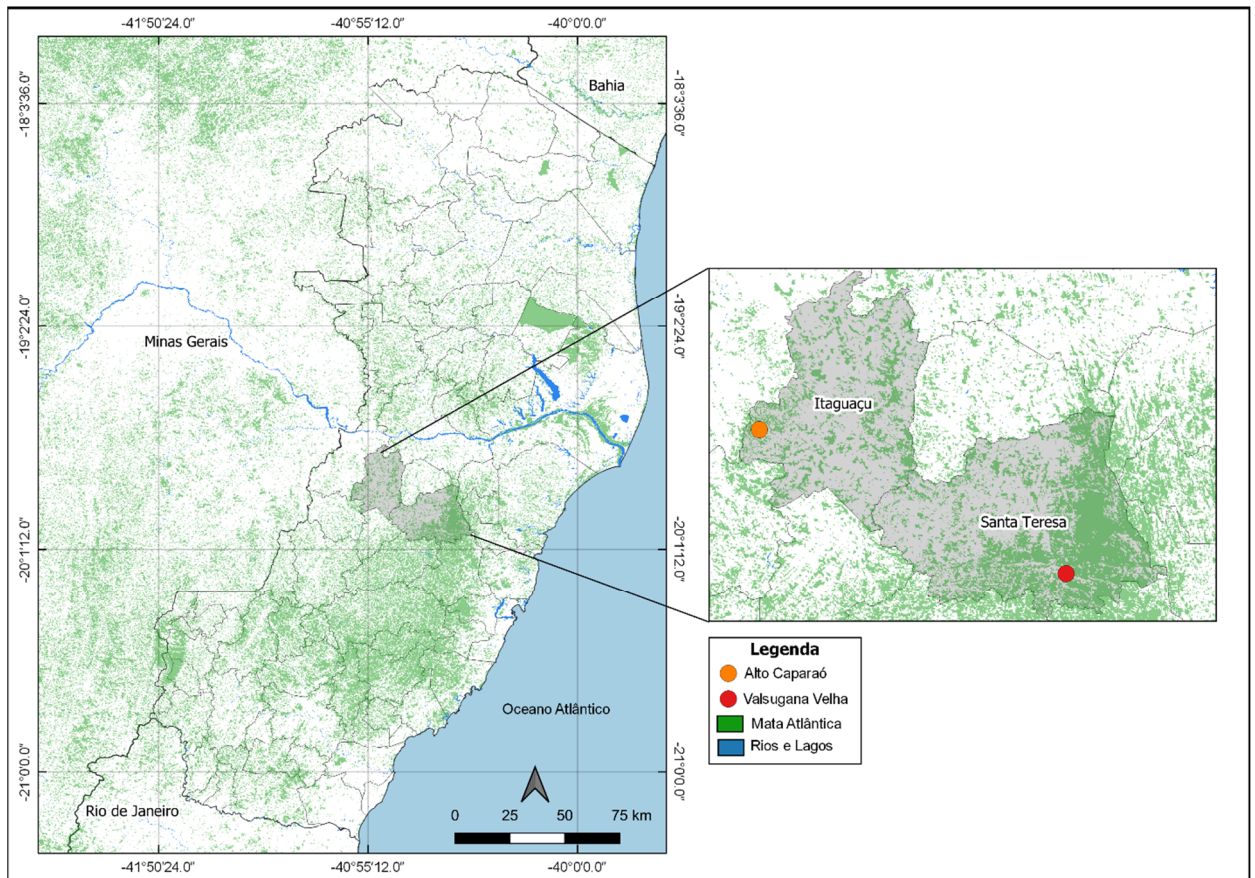 -41°50'24.0"
-40°55'12.0"
-40°0'0.0"
-18°3'36.0"
-18°3'36.0"
Bahia
-19°2'24.0"
-19°2'24.0"
Minas Gerais
Itaguaçu
Santa Teresa
-20°1'12.0"
-20°1'12.0"
Legenda
Alto Caparaó
Valsugana Velha
Mata Atlântica
Rios e Lagos
Oceano Atlântico
-21°0'0.0"
-21°0'0.0"
Rio de Janeiro
0 25 50 75 km
-41°50'24.0"
-40°55'12.0"
-40°0'0.0"